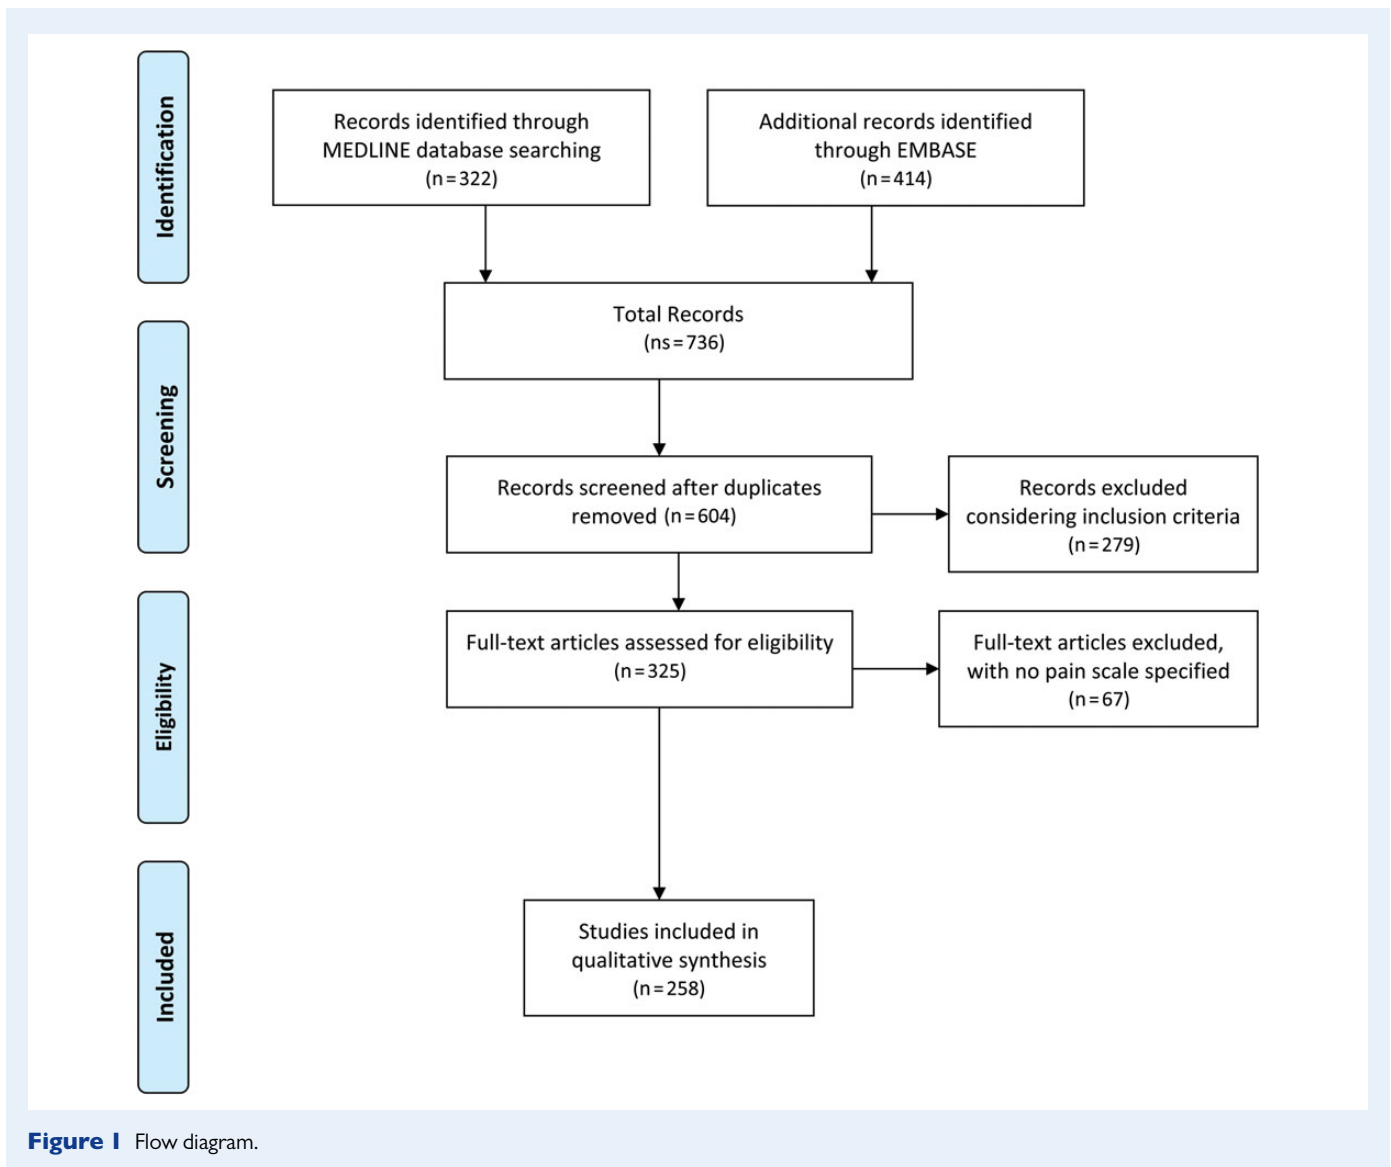 Identification
Records identified through
MEDLINE database searching
(n=322)
Additional records identified
through EMBASE
(n=414)
Total Records
(ns=736)
Screening
Records screened after duplicates
removed (n=604)
Records excluded
considering inclusion criteria
(n=279)
Eligibility
Full-text articles assessed for eligibility
(n=325)
Full-text articles excluded,
with no pain scale specified
(n=67)
Included
Studies included in
qualitative synthesis
(n=258)
Figure 1 Flow diagram.